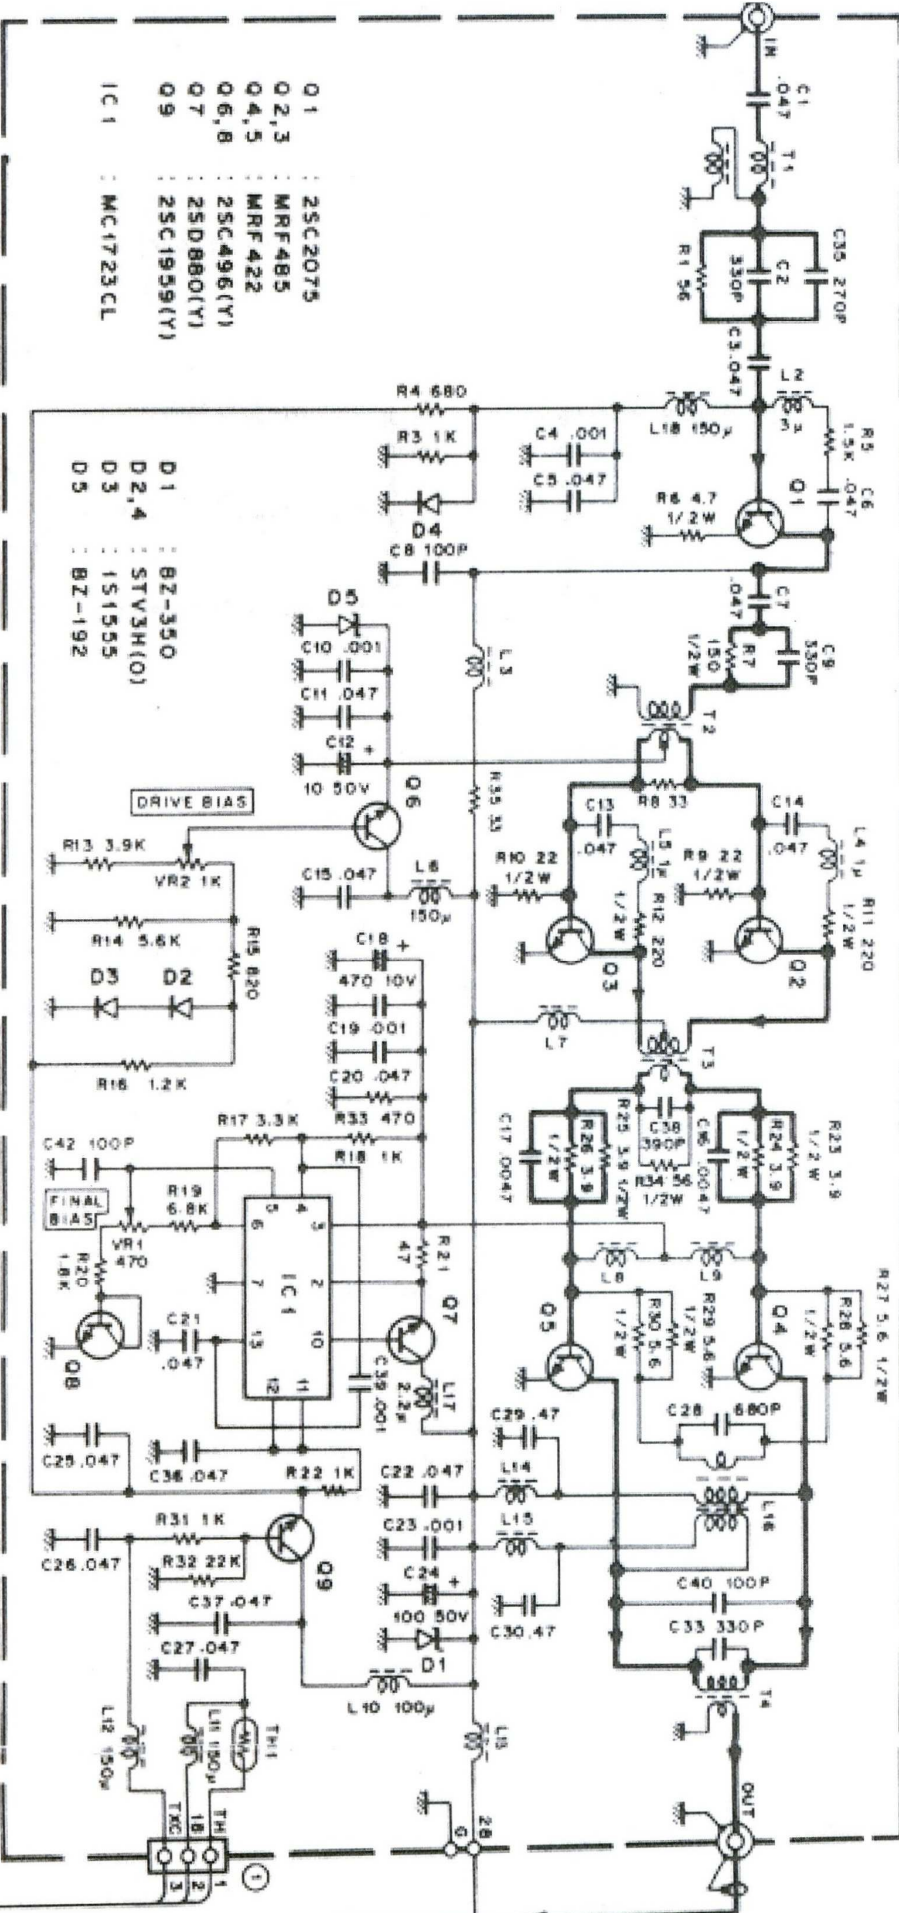 IN
C1
.047
T1
C35 270P
C2
330P
R1 56
C3 .047
L2
3μ
R5
1.5K
C6
.047
L18 150μ
C4 .001
C5 .047
R4 680
R3 1K
D4
C8 100P
R6 4.7
1/2W
Q1
C7
.047
C9
330P
R7
150
1/2W
T2
L3
R35 33
D5
C10 .001
C11 .047
C12 +
10 50V
Q6
DRIVE BIAS
R13 3.9K
VR2 1K
R14 5.6K
R15 820
D3
D2
R16 1.2K
C15 .047
L6
150μ
R8 33
C13
.047
C14
.047
L5 1μ
L4 1μ
R10 22
1/2W
R9 22
1/2W
R12 220
1/2W
R11 220
1/2W
Q3
Q2
C18 +
470 10V
C19 .001
C20 .047
R33 470
R17 3.3K
R18 1K
L7
T3
C17 .0047
R26 3.9
1/2W
R25 3.9 1/2W
C38
390P
R34 56
1/2W
C16 .0047
R24 3.9
1/2W
R23 3.9
1/2W
C42 100P
FINAL
BIAS
R19
6.8K
VR1
470
R20
1.8K
Q8
5
4
6
3
7
IC1
2
13
10
12
11
R21
47
Q7
L17
2.2μ
C21
.047
C39 .001
L8
L9
Q5
Q4
R30 5.6
1/2W
R29 5.6
1/2W
R28 5.6
1/2W
R27 5.6 1/2W
C28 680P
C29 .47
L14
L15
L16
C30 .47
C22 .047
C23 .001
C24 +
100 50V
D1
C25 .047
C36 .047
R22 1K
R31 1K
C26 .047
R32 22K
Q9
C37 .047
C27 .047
L10 100μ
C40 100P
C33 330P
T4
L13
L12 150μ
L11 150μ
TH1
TXC
1B
TH
3
2
1
1
G
28
OUT
Q1 : 2SC2075
Q2,3 : MRF485
Q4,5 : MRF422
Q6,8 : 2SC496(Y)
Q7 : 2SD880(Y)
Q9 : 2SC1959(Y)
IC1 : MC1723CL
D1 : BZ-350
D2,4 : STV3H(O)
D3 : 1S1555
D5 : BZ-192